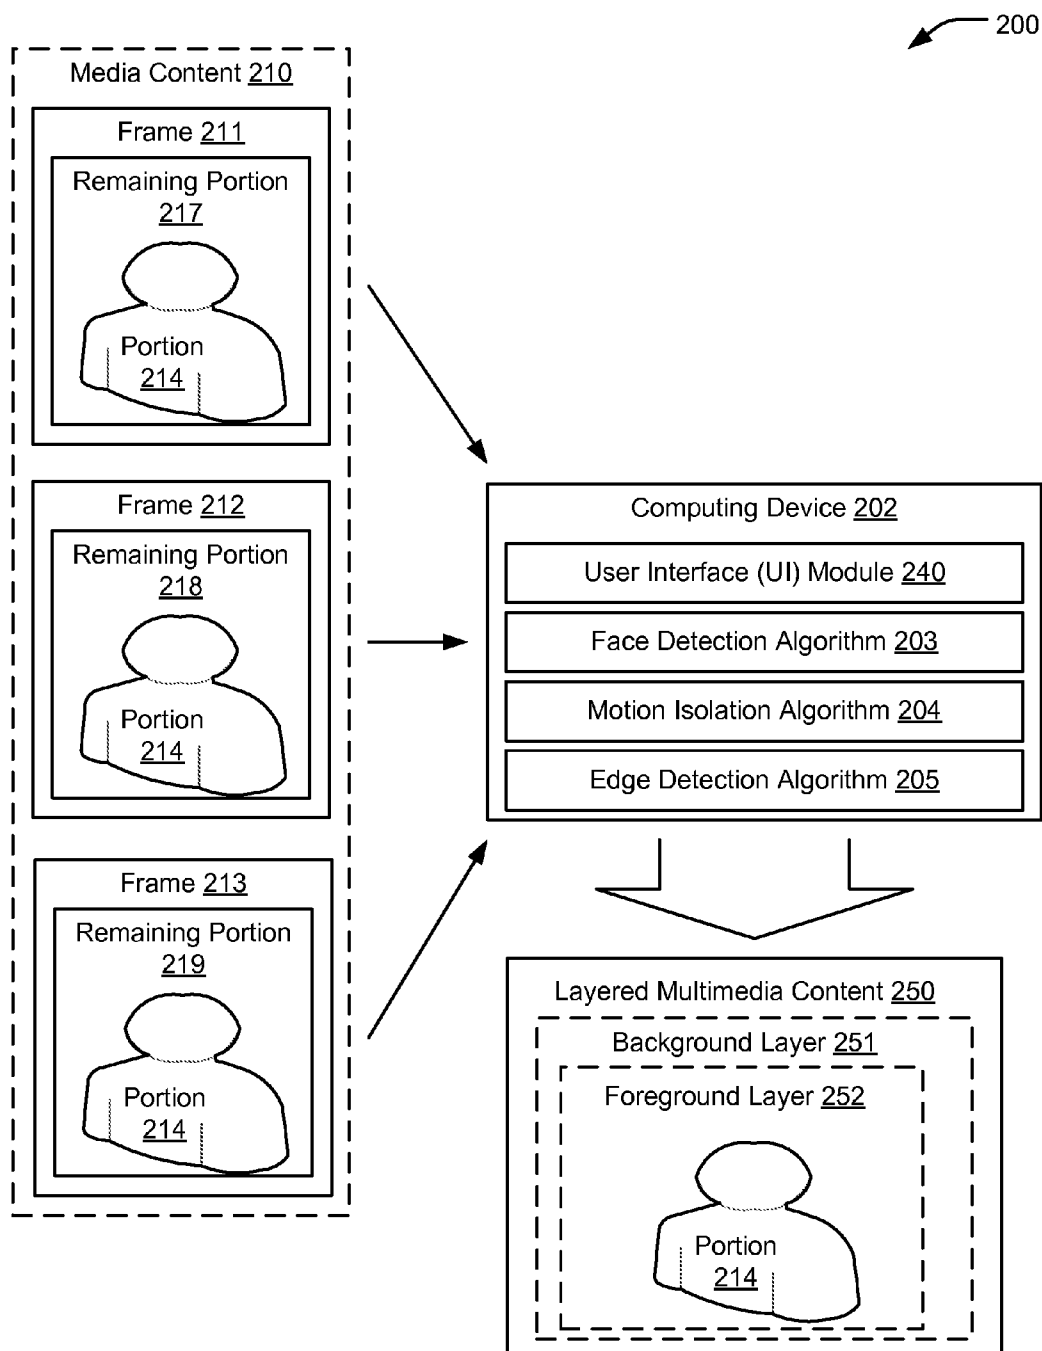 200
Media Content 210
Frame 211
Remaining Portion
217
Portion
214
Frame 212
Remaining Portion
218
Portion
214
Frame 213
Remaining Portion
219
Portion
214
Computing Device 202
User Interface (UI) Module 240
Face Detection Algorithm 203
Motion Isolation Algorithm 204
Edge Detection Algorithm 205
Layered Multimedia Content 250
Background Layer 251
Foreground Layer 252
Portion
214